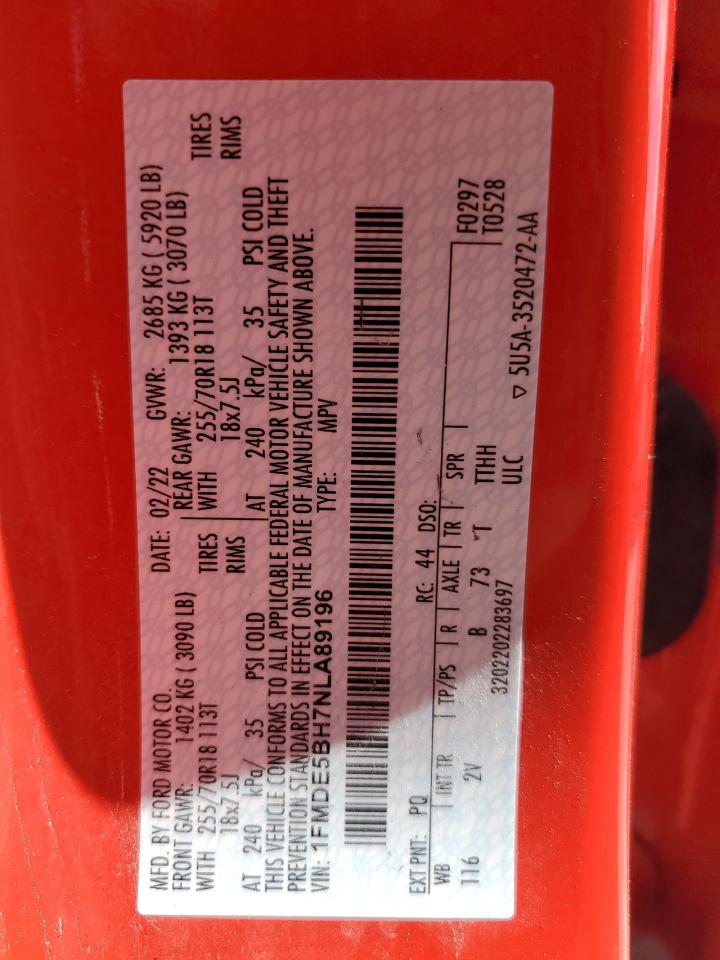 MFD. BY FORD MOTOR CO. DATE: 02/22 GVWR: 2685 KG ( 5920 LB)
FRONT GAWR: 1402 KG ( 3090 LB) REAR GAWR: 1393 KG ( 3070 LB)
WITH 255/70R18 113T TIRES WITH 255/70R18 113T TIRES
18x7.5J RIMS 18x7.5J RIMS
AT 240 kPa/ 35 PSI COLD AT 240 kPa/ 35 PSI COLD
THIS VEHICLE CONFORMS TO ALL APPLICABLE FEDERAL MOTOR VEHICLE SAFETY AND THEFT
PREVENTION STANDARDS IN EFFECT ON THE DATE OF MANUFACTURE SHOWN ABOVE.
VIN: 1FMDE5BH7NLA89196 TYPE: MPV
EXT PNT: PQ RC: 44 DSO:
WB INT TR TP/PS R AXLE TR SPR F0297
116 2V B 73 T TTHH T0528
3202202283697 ULC
▽ 5U5A-3520472-AA